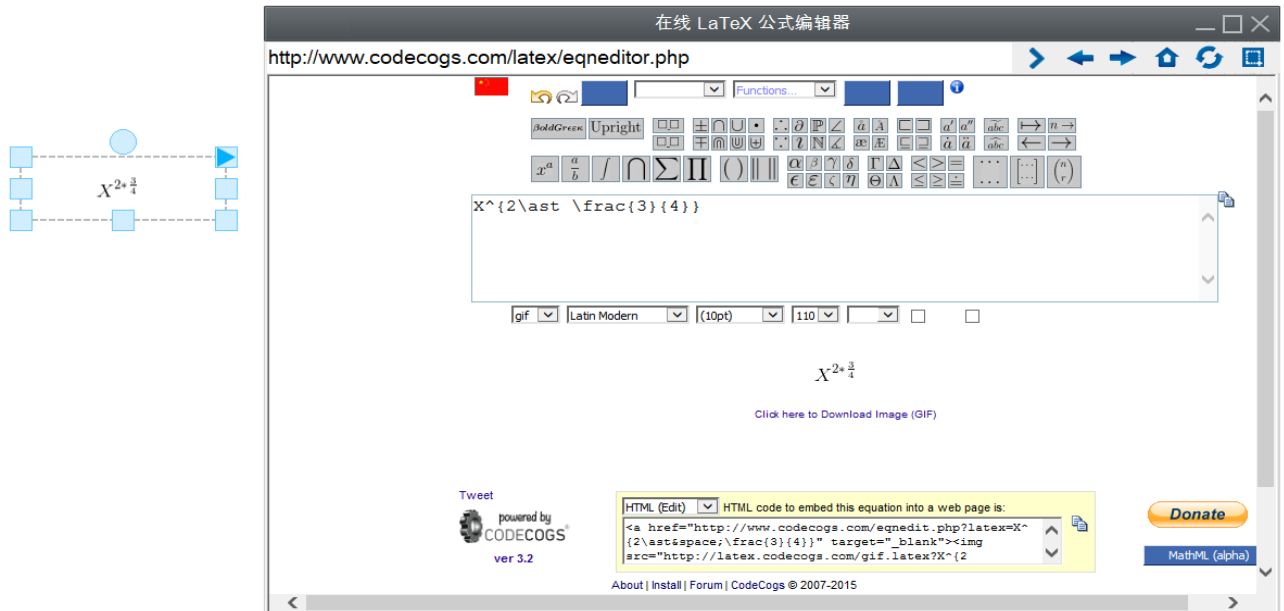 在线 LaTeX 公式编辑器
http://www.codecogs.com/latex/eqneditor.php
Functions...
βoldGreek Upright
X^{2\ast \frac{3}{4}}
X^{2*\frac{3}{4}}
gif Latin Modern (10pt) 110
X^{2*\frac{3}{4}}
Click here to Download Image (GIF)
Tweet
powered by
CODECOGS
ver 3.2
HTML (Edit) HTML code to embed this equation into a web page is:
<a href="http://www.codecogs.com/eqnedit.php?latex=X^
{2\ast&space;\frac{3}{4}}" target="_blank"><img
src="http://latex.codecogs.com/gif.latex?X^{2
Donate
MathML (alpha)
About | Install | Forum | CodeCogs © 2007-2015